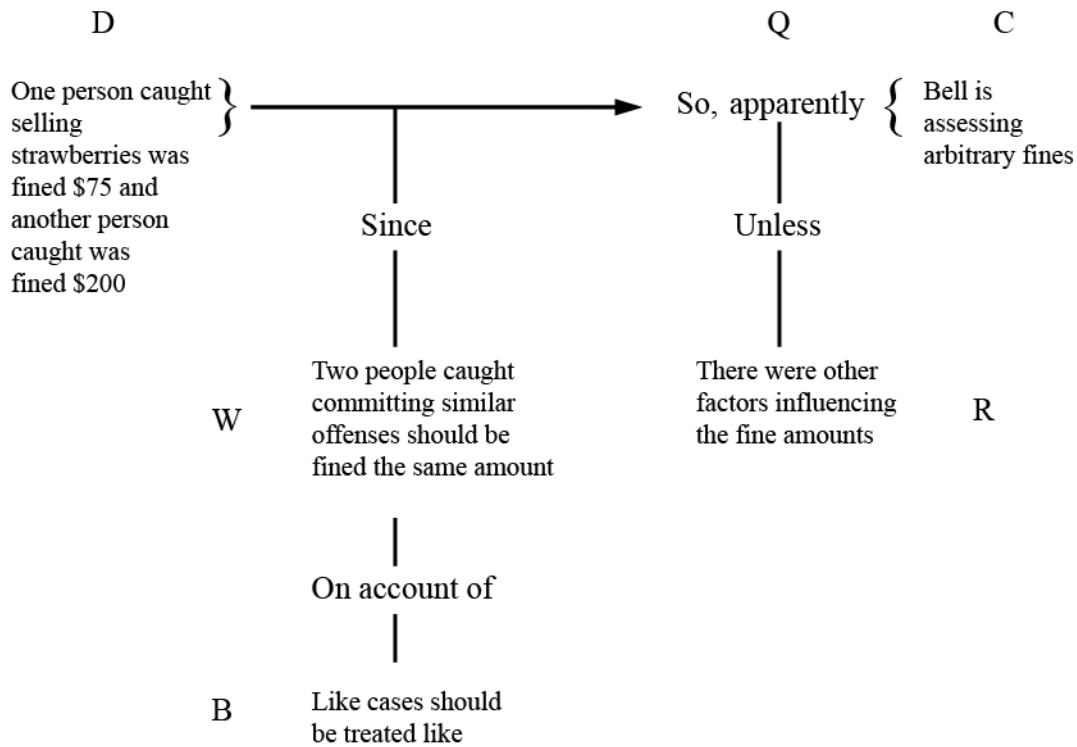 D
Q
C
One person caught
selling
strawberries was
fined $75 and
another person
caught was
fined $200
So, apparently
Bell is
assessing
arbitrary fines
Since
Unless
W
Two people caught
committing similar
offenses should be
fined the same amount
There were other
factors influencing
the fine amounts
R
On account of
B
Like cases should
be treated like